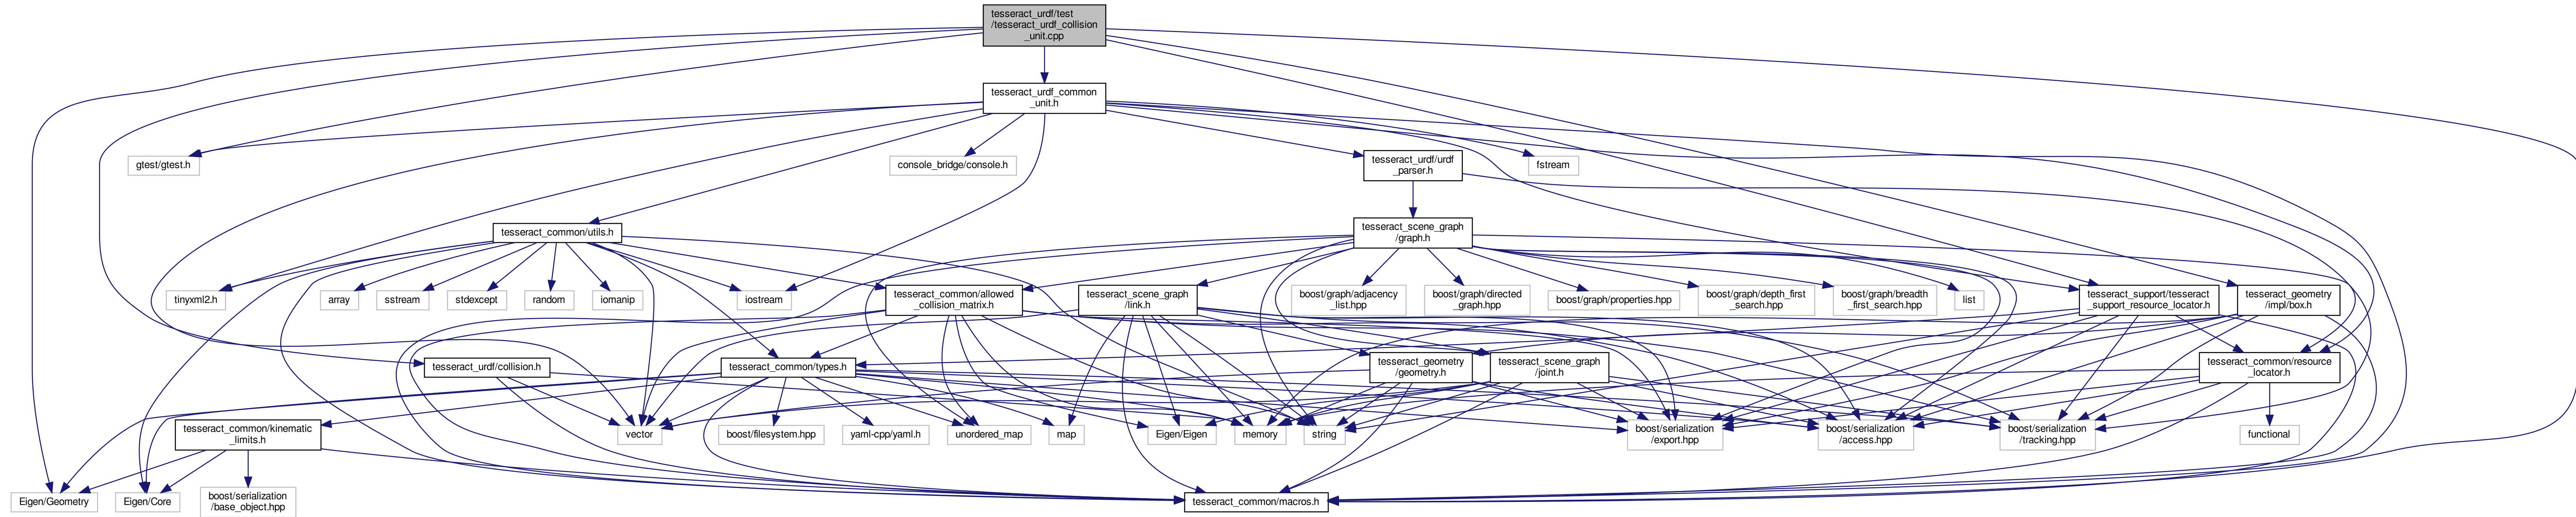 tesseract_urdf/test
/tesseract_urdf_collision
_unit.cpp
tesseract_urdf_common
_unit.h
gtest/gtest.h
console_bridge/console.h
tesseract_urdf/urdf
_parser.h
fstream
tesseract_common/utils.h
tesseract_scene_graph
/graph.h
tinyxml2.h
array
sstream
stdexcept
random
iomanip
iostream
tesseract_common/allowed
_collision_matrix.h
tesseract_scene_graph
/link.h
boost/graph/adjacency
_list.hpp
boost/graph/directed
_graph.hpp
boost/graph/properties.hpp
boost/graph/depth_first
_search.hpp
boost/graph/breadth
_first_search.hpp
list
tesseract_support/tesseract
_support_resource_locator.h
tesseract_geometry
/impl/box.h
tesseract_urdf/collision.h
tesseract_common/types.h
tesseract_geometry
/geometry.h
tesseract_scene_graph
/joint.h
tesseract_common/resource
_locator.h
tesseract_common/kinematic
_limits.h
vector
boost/filesystem.hpp
yaml-cpp/yaml.h
unordered_map
map
Eigen/Eigen
memory
string
boost/serialization
/export.hpp
boost/serialization
/access.hpp
boost/serialization
/tracking.hpp
functional
Eigen/Geometry
Eigen/Core
boost/serialization
/base_object.hpp
tesseract_common/macros.h